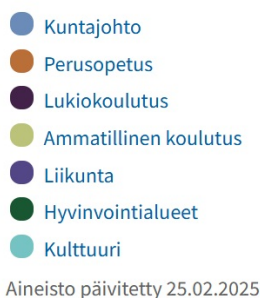 Kuntajohto
Perusopetus
Lukiokoulutus
Ammatillinen koulutus
Liikunta
Hyvinvointialueet
Kulttuuri
Aineisto päivitetty 25.02.2025